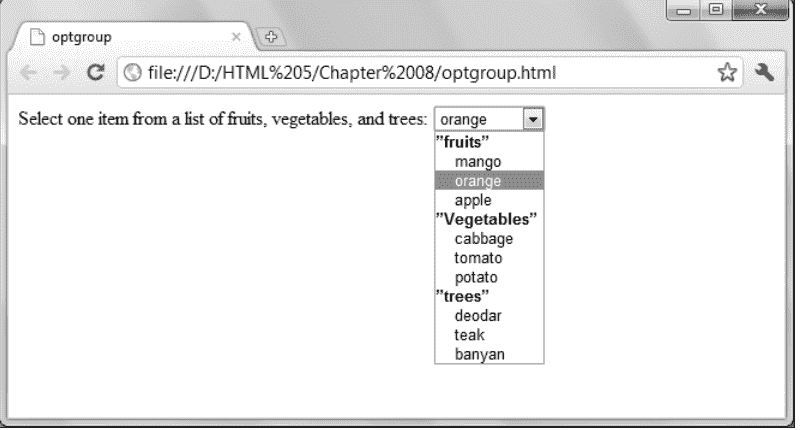 optgroup
file:///D:/HTML%205/Chapter%2008/optgroup.html
Select one item from a list of fruits, vegetables, and trees: orange
”fruits”
mango
orange
apple
”Vegetables”
cabbage
tomato
potato
”trees”
deodar
teak
banyan